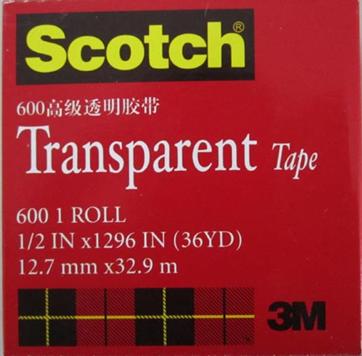 Scotch®
600高级透明胶带
Transparent Tape
600 1 ROLL
1/2 IN x1296 IN (36YD)
12.7 mm x32.9 m
3M